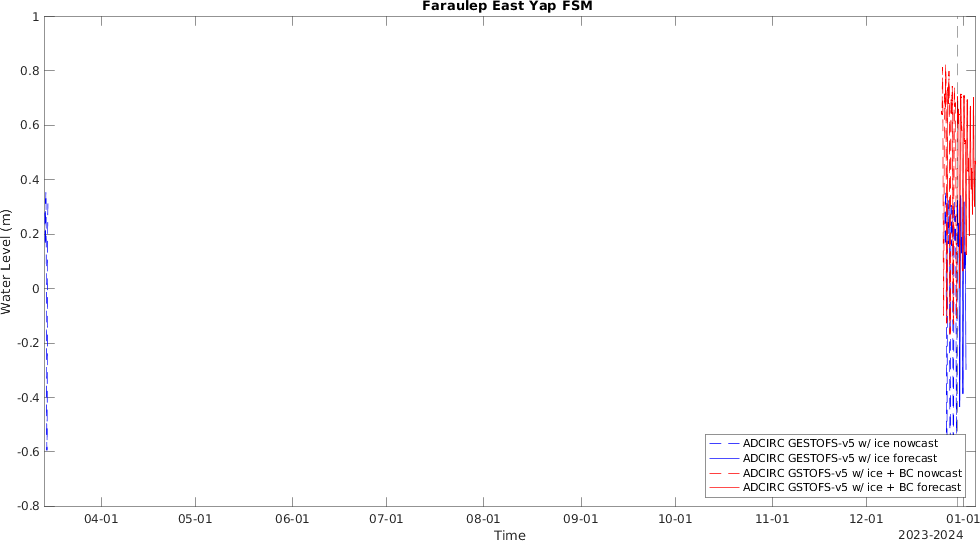 Faraulep East Yap FSM
1
0.8
0.6
0.4
0.2
0
-0.2
-0.4
-0.6
-0.8
Water Level (m)
ADCIRC GESTOFS-v5 w/ ice nowcast
ADCIRC GESTOFS-v5 w/ ice forecast
ADCIRC GSTOFS-v5 w/ ice + BC nowcast
ADCIRC GSTOFS-v5 w/ ice + BC forecast
04-01 05-01 06-01 07-01 08-01 09-01 10-01 11-01 12-01 01-01
Time
2023-2024